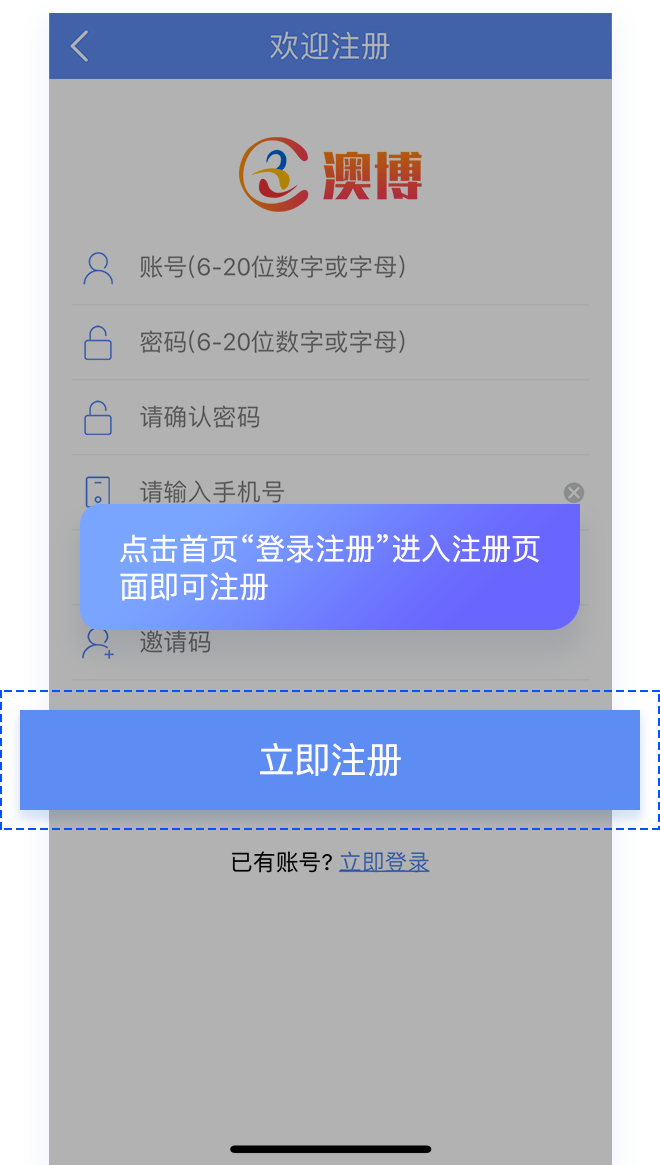 欢迎注册
澳博
账号(6-20位数字或字母)
密码(6-20位数字或字母)
请确认密码
请输入手机号
点击首页“登录注册”进入注册页
面即可注册
邀请码
立即注册
已有账号? 立即登录